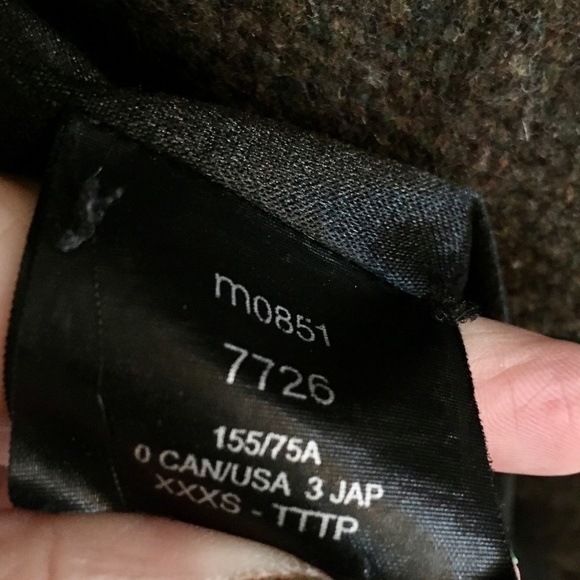 m0851
7726
155/75A
0 CAN/USA 3 JAP
XXXS - TTTP